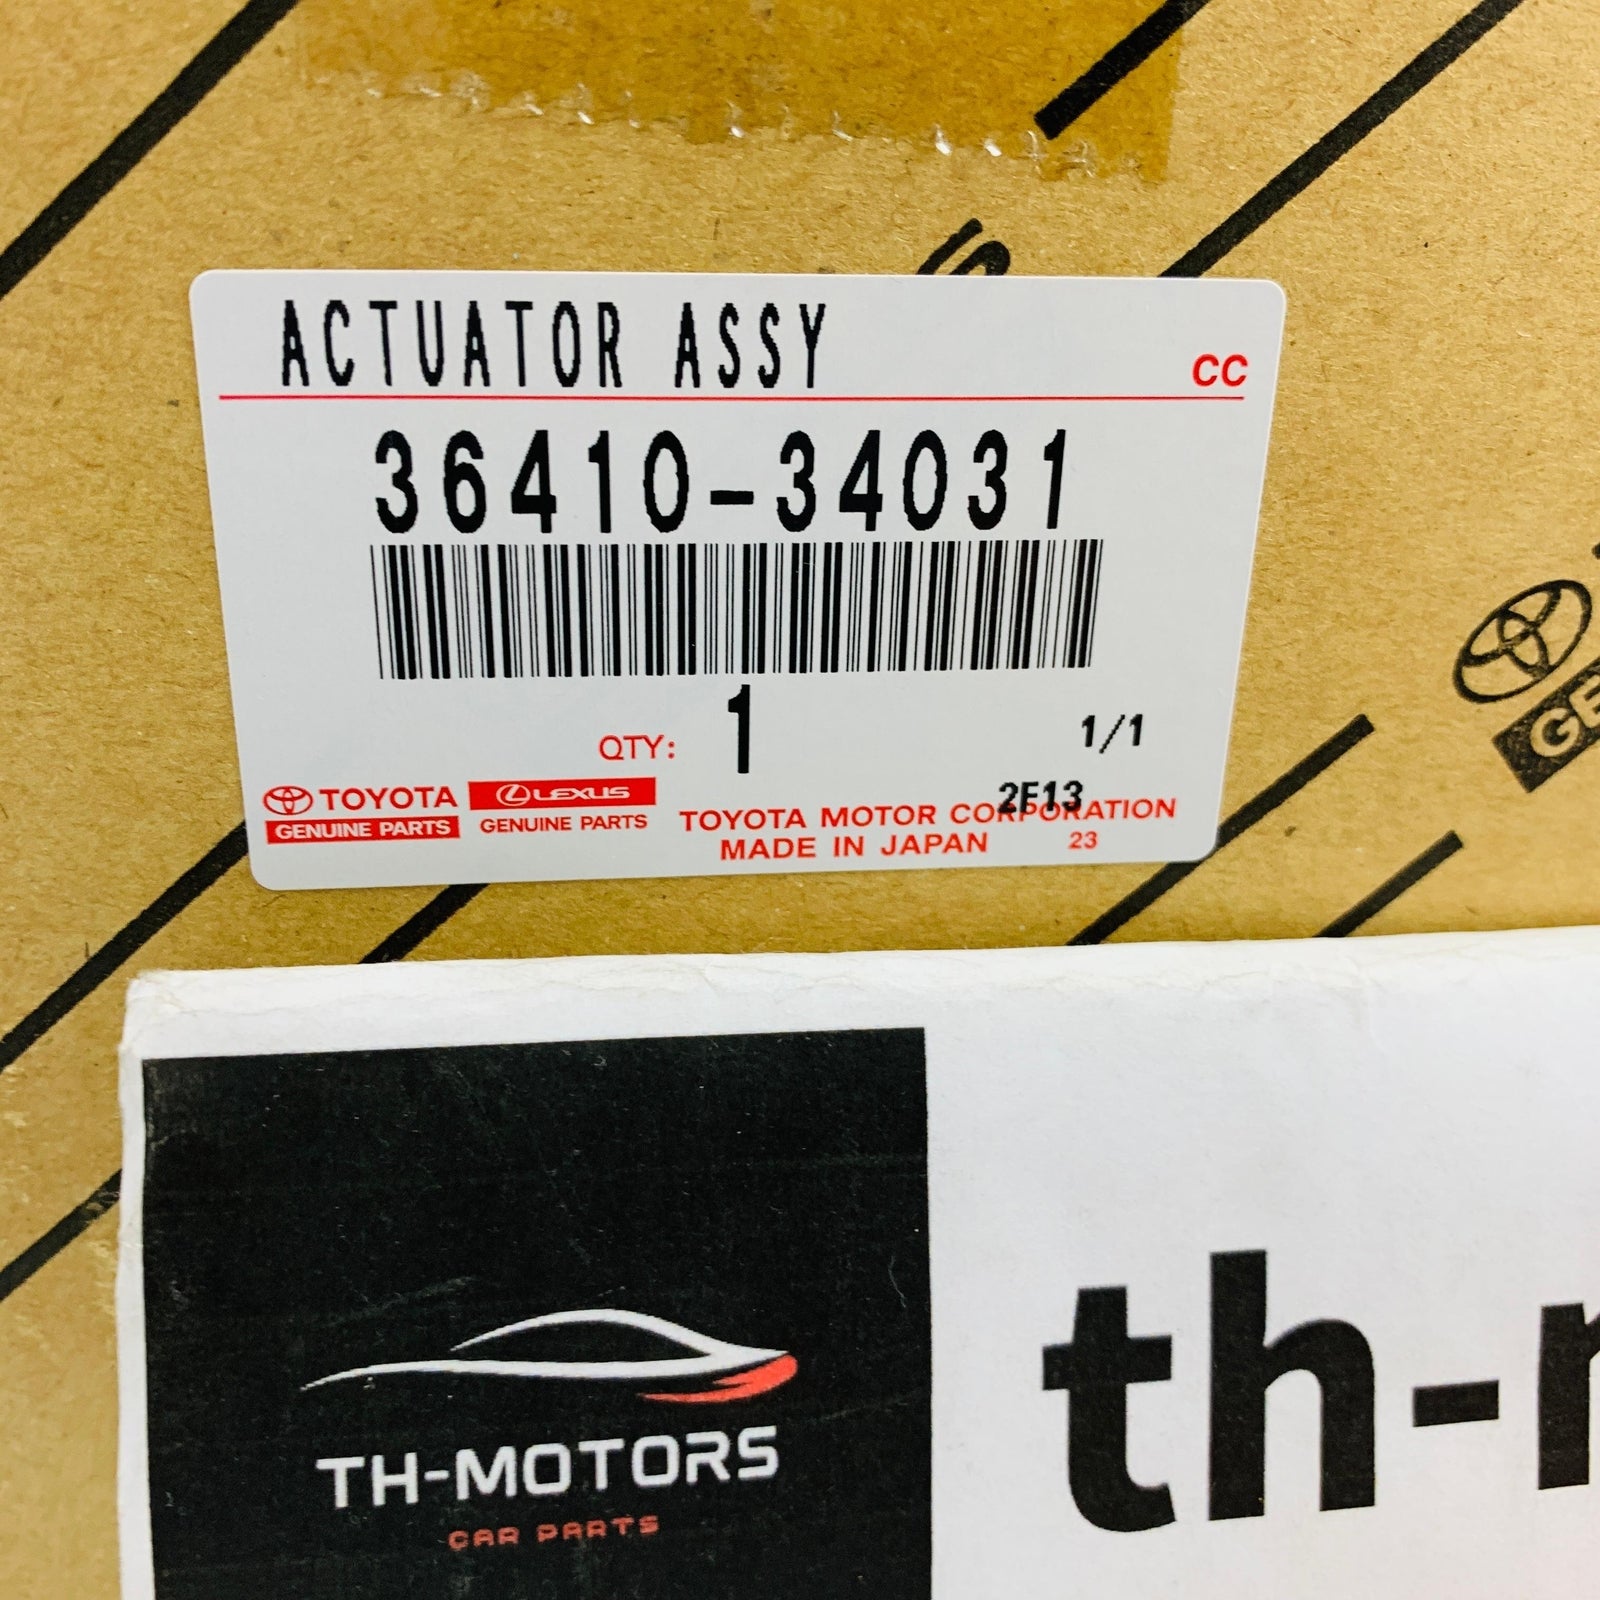 S
ACTUATOR ASSY
CC
36410-34031
QTY: 1
1/1
2F13
TOYOTA
GENUINE PARTS
LEXUS
GENUINE PARTS
TOYOTA MOTOR CORPORATION
MADE IN JAPAN 23
TH-MOTORS
CAR PARTS
th-